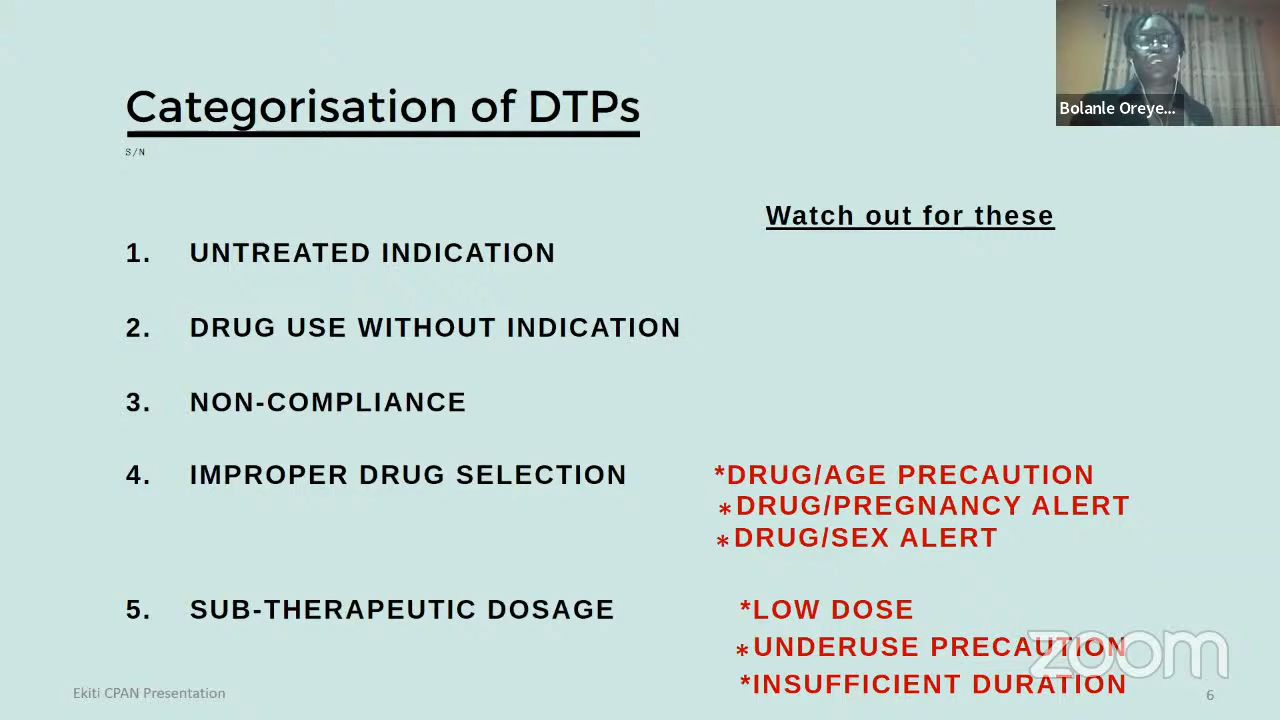 Categorisation of DTPs
Bolanle Oreye...
S/N
Watch out for these
1. UNTREATED INDICATION
2. DRUG USE WITHOUT INDICATION
3. NON-COMPLIANCE
4. IMPROPER DRUG SELECTION *DRUG/AGE PRECAUTION
*DRUG/PREGNANCY ALERT
*DRUG/SEX ALERT
5. SUB-THERAPEUTIC DOSAGE *LOW DOSE
*UNDERUSE PRECAUTION
*INSUFFICIENT DURATION
zoom
Ekiti CPAN Presentation 6